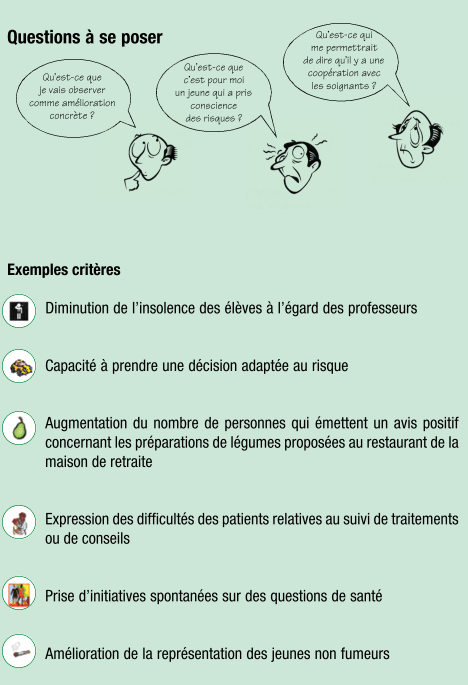 Questions à se poser
Qu'est-ce que
je vais observer
comme amélioration
concrète ?
Qu'est-ce que
c'est pour moi
un jeune qui a pris
conscience
des risques ?
Qu'est-ce qui
me permettrait
de dire qu'il y a une
coopération avec
les soignants ?
Exemples critères
Diminution de l'insolence des élèves à l'égard des professeurs
Capacité à prendre une décision adaptée au risque
Augmentation du nombre de personnes qui émettent un avis positif
concernant les préparations de légumes proposées au restaurant de la
maison de retraite
Expression des difficultés des patients relatives au suivi de traitements
ou de conseils
Prise d'initiatives spontanées sur des questions de santé
Amélioration de la représentation des jeunes non fumeurs